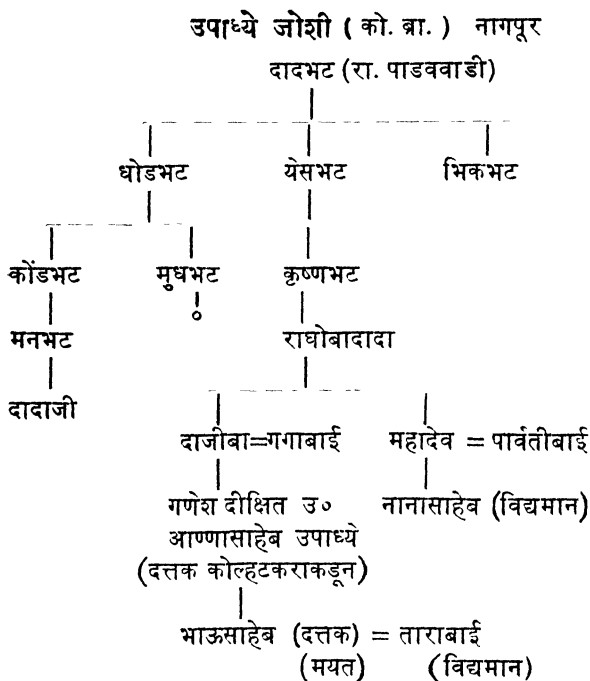 उपाध्ये जोशी ( को. ब्रा. ) नागपूर
दादभट (रा. पाडववाडी)
धोडभट येसभट भिकभट
कोंडभट मुधभट कृष्णभट
मनभट राघोबादादा
दादाजी
दाजीबा=गगाबाई महादेव = पार्वतीबाई
गणेश दीक्षित उ० नानासाहेब (विद्यमान)
आण्णासाहेब उपाध्ये
(दत्तक कोल्हटकराकडून)
भाऊसाहेब (दत्तक) = ताराबाई
(मयत) (विद्यमान)